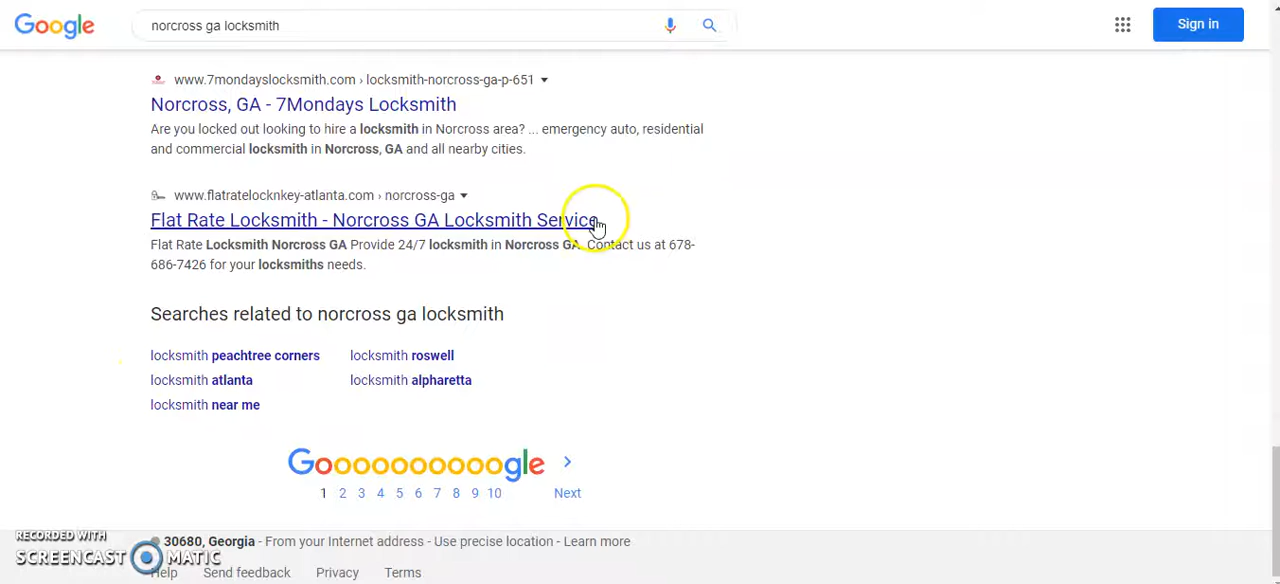 Google norcross ga locksmith Sign in
www.7mondayslocksmith.com › locksmith-norcross-ga-p-651
Norcross, GA - 7Mondays Locksmith
Are you locked out looking to hire a locksmith in Norcross area? ... emergency auto, residential
and commercial locksmith in Norcross, GA and all nearby cities.
www.flatratelocknkey-atlanta.com › norcross-ga
Flat Rate Locksmith - Norcross GA Locksmith Service
Flat Rate Locksmith Norcross GA Provide 24/7 locksmith in Norcross GA. Contact us at 678-
686-7426 for your locksmiths needs.
Searches related to norcross ga locksmith
locksmith peachtree corners locksmith roswell
locksmith atlanta locksmith alpharetta
locksmith near me
Goooooooooogle
1 2 3 4 5 6 7 8 9 10 Next
RECORDED WITH
SCREENCAST MATIC
30680, Georgia - From your Internet address - Use precise location - Learn more
Help Send feedback Privacy Terms